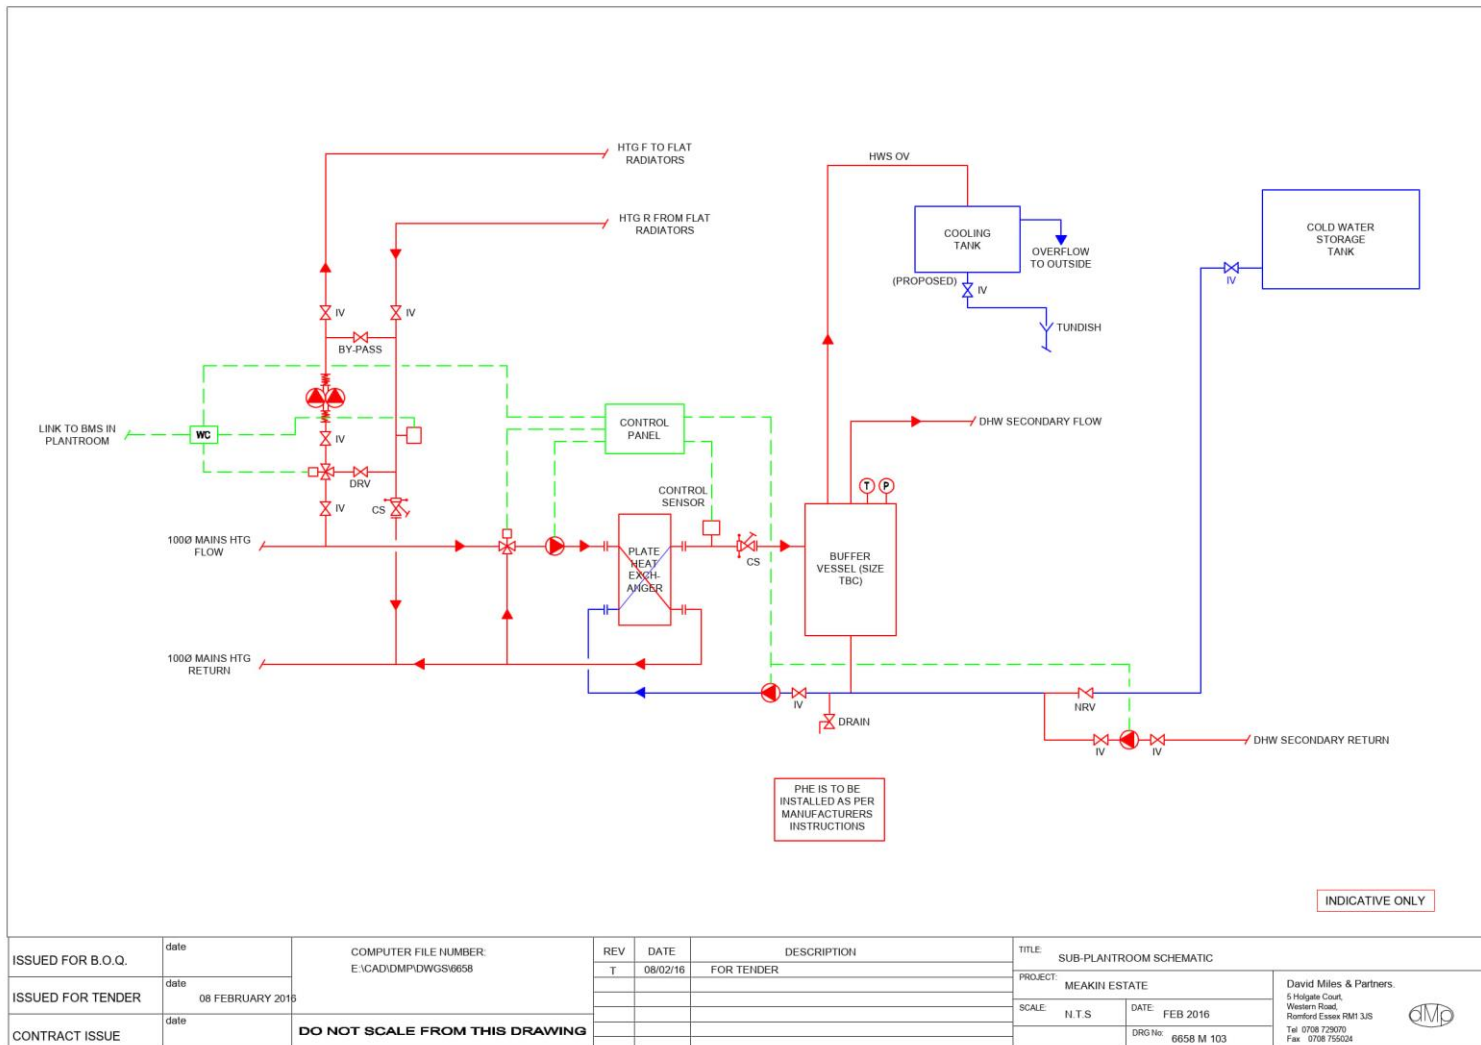 HTG F TO FLAT
RADIATORS
HTG R FROM FLAT
RADIATORS
HWS OV
COOLING
TANK
(PROPOSED)
OVERFLOW
TO OUTSIDE
IV
TUNDISH
COLD WATER
STORAGE
TANK
IV
IV
IV
BY-PASS
LINK TO BMS IN
PLANTROOM
WC
IV
DRV
IV
CS
CONTROL
PANEL
CONTROL
SENSOR
DHW SECONDARY FLOW
T
P
100Ø MAINS HTG
FLOW
PLATE
HEAT
EXCH-
ANGER
CS
BUFFER
VESSEL (SIZE
TBC)
100Ø MAINS HTG
RETURN
IV
DRAIN
NRV
IV
IV
DHW SECONDARY RETURN
PHE IS TO BE
INSTALLED AS PER
MANUFACTURERS
INSTRUCTIONS
INDICATIVE ONLY
ISSUED FOR B.O.Q.
date
ISSUED FOR TENDER
date
08 FEBRUARY 2016
CONTRACT ISSUE
date
COMPUTER FILE NUMBER:
E:\CAD\DMP\DWGS\6658
DO NOT SCALE FROM THIS DRAWING
REV DATE DESCRIPTION
T 08/02/16 FOR TENDER
TITLE: SUB-PLANTROOM SCHEMATIC
PROJECT: MEAKIN ESTATE
SCALE: N.T.S
DATE: FEB 2016
DRG No: 6658 M 103
David Miles & Partners.
5 Holgate Court,
Western Road,
Romford Essex RM1 3JS
Tel 0708 729070
Fax 0708 755024
dMp